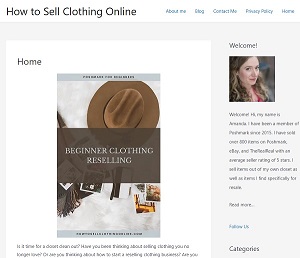 How to Sell Clothing Online
About me Blog Contact Me Privacy Policy Home
Home
POSHMARK FOR BEGINNERS
BEGINNER CLOTHING
RESELLING
HOWTOSELLCLOTHINGONLINE.COM
Is it time for a closet clean out? Have you been thinking about selling clothing you no
longer love? Or are you thinking about how to start a reselling clothing business? Are you
Welcome!
Welcome! Hi, my name is
Amanda. I have been a member of
Poshmark since 2015. I have sold
over 800 items on Poshmark,
eBay, and TheRealReal with an
average seller rating of 5 stars. I
sell items out of my own closet as
well as items I find specifically for
resale.
Read more..
Follow Us
Categories